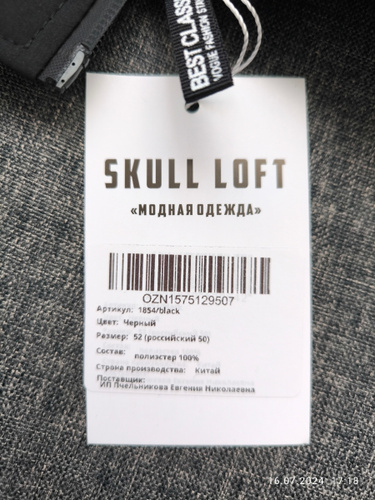 BEST CLASS
VOGUE FASHION STR
SKULL LOFT
«МОДНАЯ ОДЕЖДА»
OZN1575129507
Артикул: 1854/black
Цвет: Черный
Размер: 52 (российский 50)
Состав: полиэстер 100%
Страна производства: Китай
Поставщик:
ИП Пчельникова Евгения Николаевна
16.07.2024 17:18